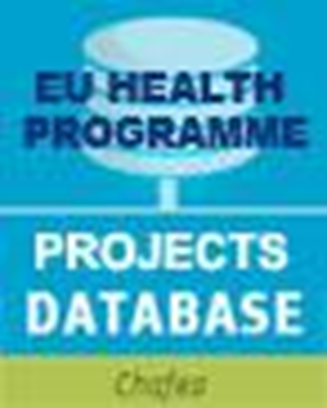 EU HEALTH
PROGRAMME
PROJECTS
DATABASE
Chafea